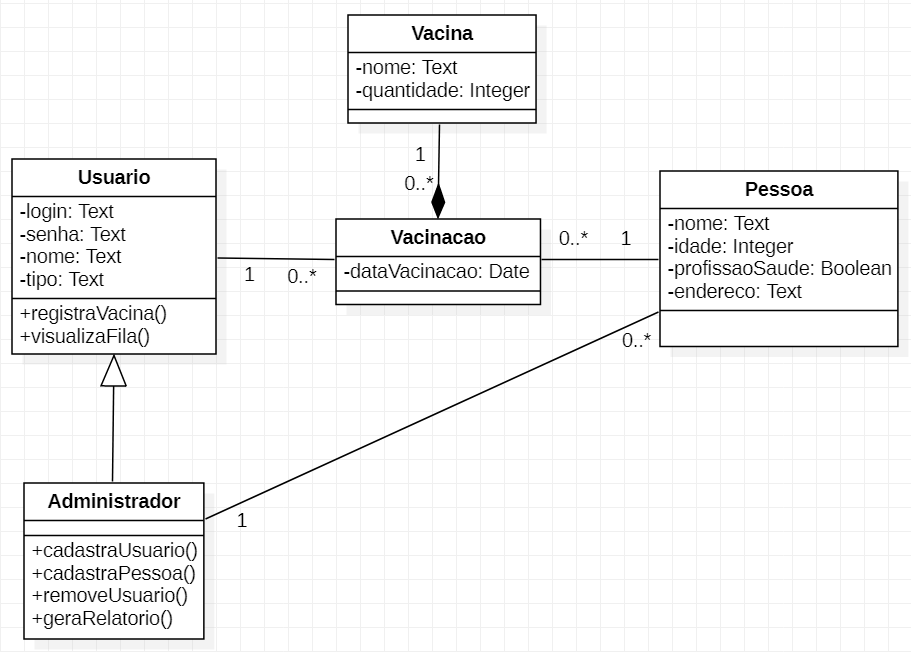 Vacina
-nome: Text
-quantidade: Integer
1
0..*
Usuario
-login: Text
-senha: Text
-nome: Text
-tipo: Text
+registraVacina()
+visualizaFila()
1
0..*
Vacinacao
-dataVacinacao: Date
0..*
1
Pessoa
-nome: Text
-idade: Integer
-profissaoSaude: Boolean
-endereco: Text
0..*
Administrador
+cadastraUsuario()
+cadastraPessoa()
+removeUsuario()
+geraRelatorio()
1